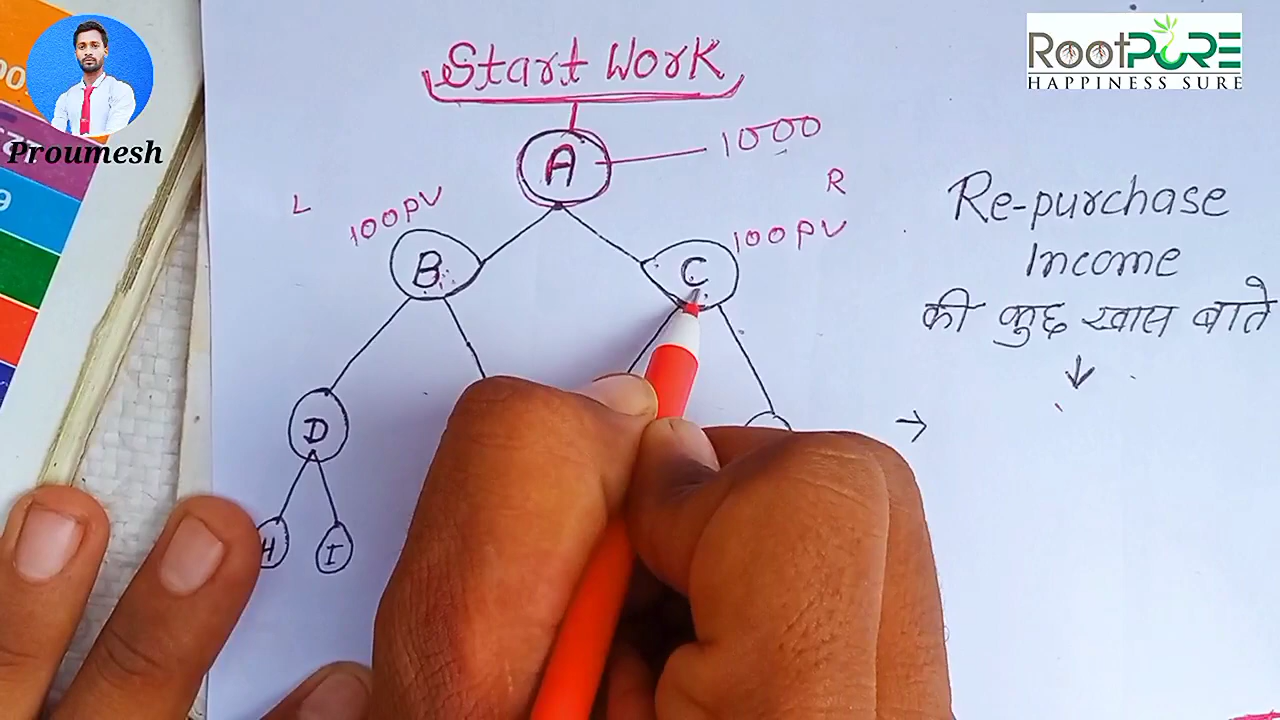 Start Work
RootPURE
HAPPINESS SURE
Proumesh
A
1000
L
R
100PV
100PV
B
C
Re-purchase
Income
की कुछ खास बाते
D
H
I